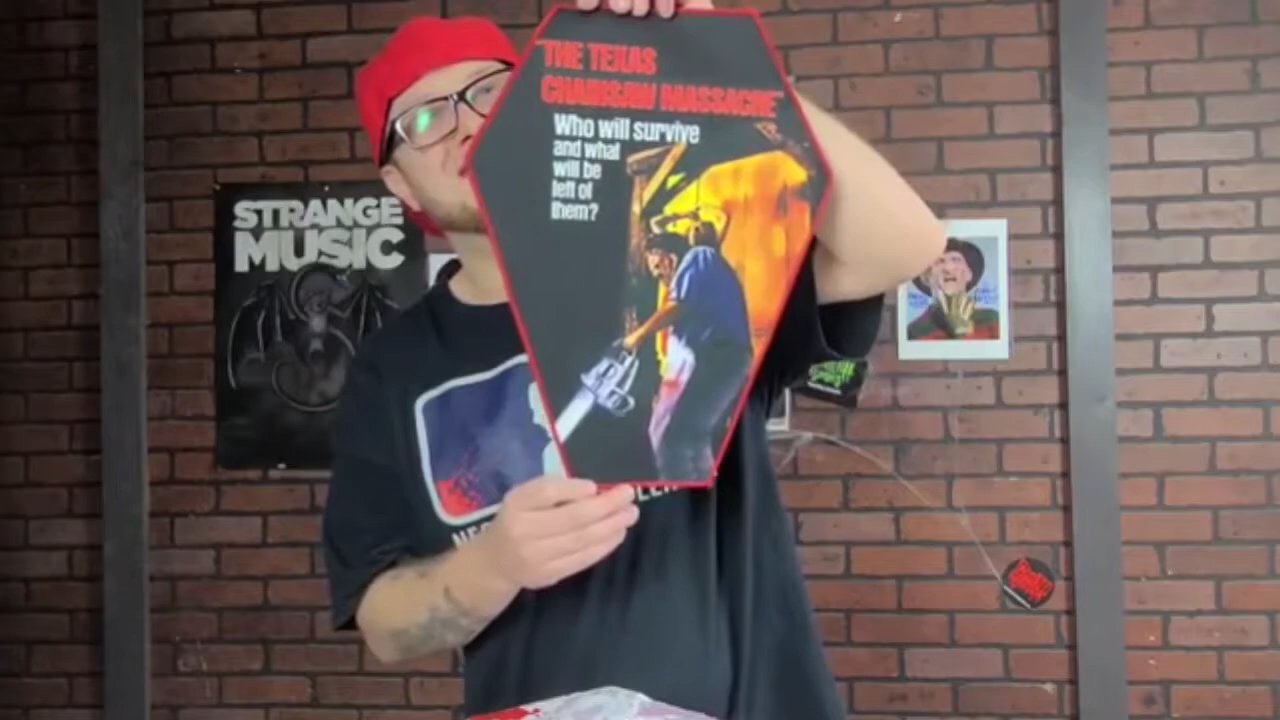 "THE TEXAS
CHAINSAW MASSACRE"
Who will survive
and what
will be
left of
them?
STRANGE
MUSIC